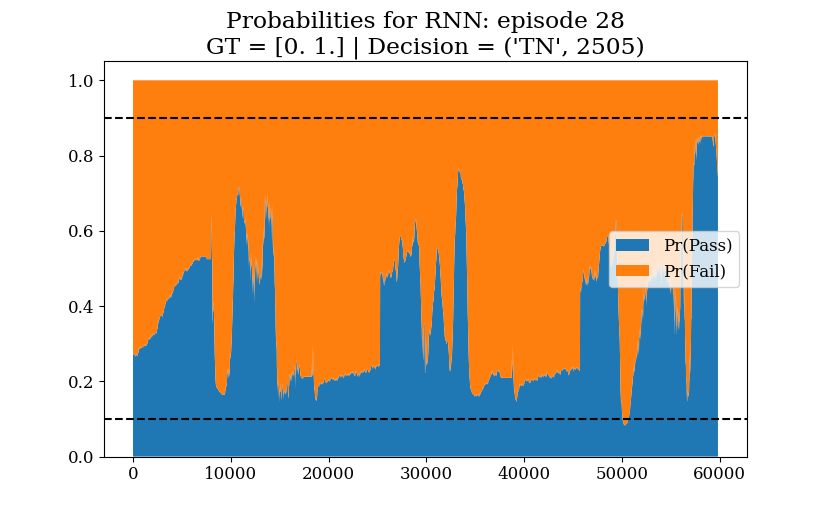 Probabilities for RNN: episode 28
GT = [0. 1.] | Decision = ('TN', 2505)
1.0
0.8
0.6
0.4
0.2
0.0
Pr(Pass)
Pr(Fail)
0 10000 20000 30000 40000 50000 60000